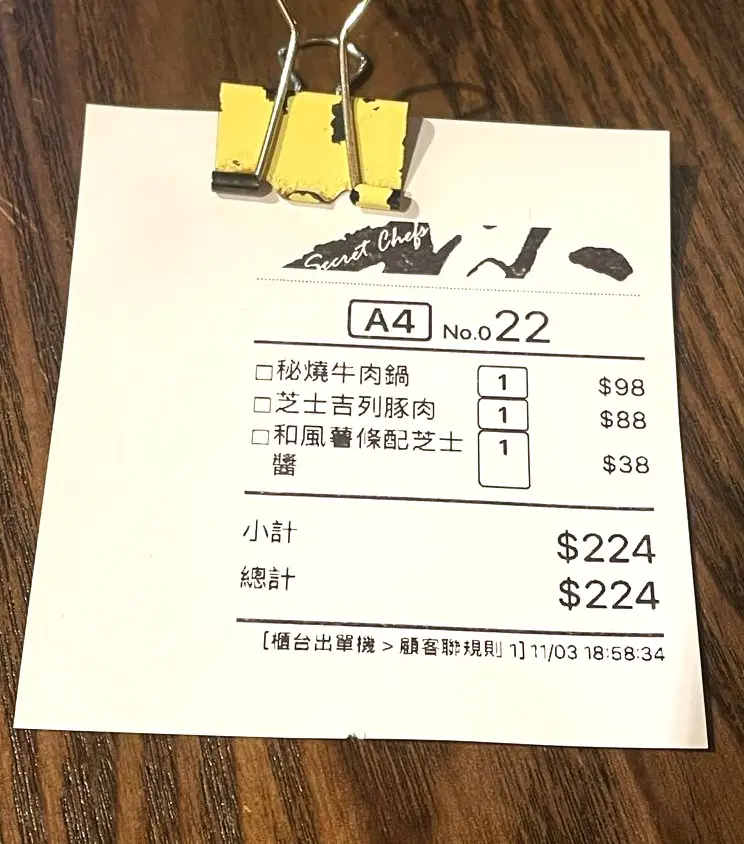 Secret Chefs
A4 No.022
□秘燒牛肉鍋 1 $98
□芝士吉列豚肉 1 $88
□和風薯條配芝士 1 $38
醬
小計 $224
總計 $224
[櫃台出單機 > 顧客聯規則 1] 11/03 18:58:34